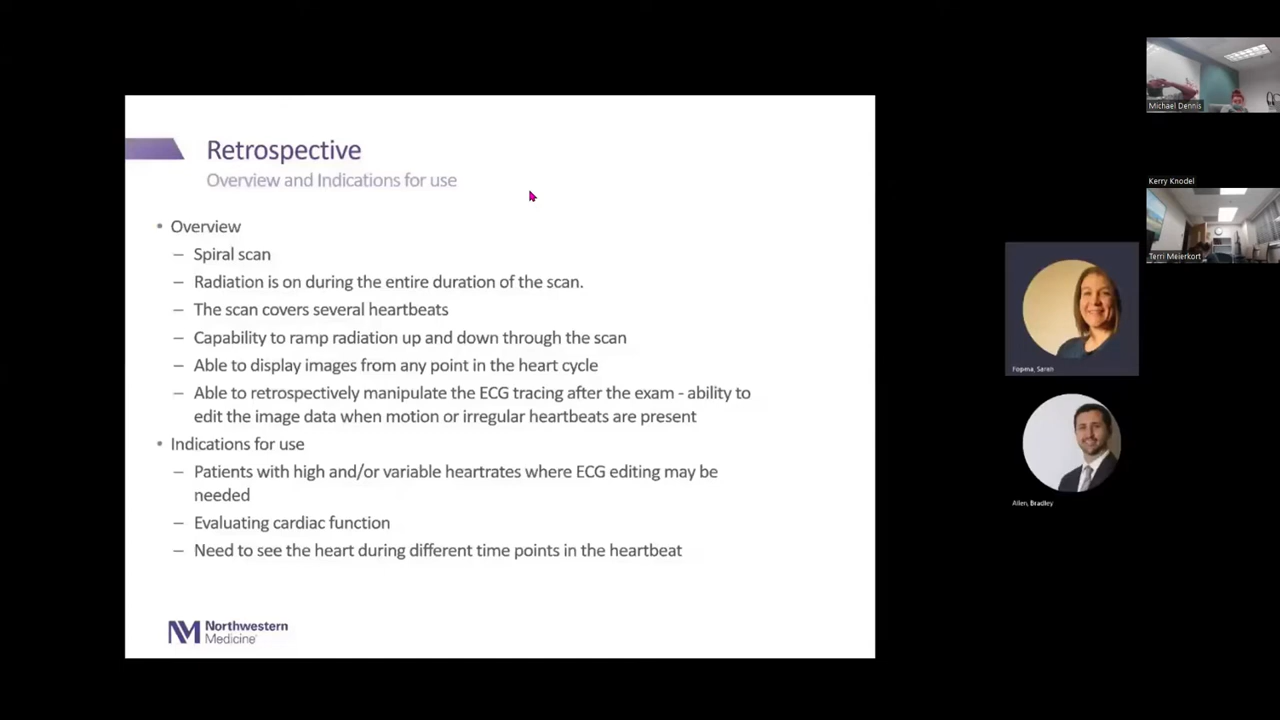 Retrospective
Overview and Indications for use
• Overview
– Spiral scan
– Radiation is on during the entire duration of the scan.
– The scan covers several heartbeats
– Capability to ramp radiation up and down through the scan
– Able to display images from any point in the heart cycle
– Able to retrospectively manipulate the ECG tracing after the exam - ability to
edit the image data when motion or irregular heartbeats are present
• Indications for use
– Patients with high and/or variable heartrates where ECG editing may be
needed
– Evaluating cardiac function
– Need to see the heart during different time points in the heartbeat
NM Northwestern
Medicine
Michael Dennis
Kerry Knodel
Terri Meierkort
Sarah
Allen, Bradley